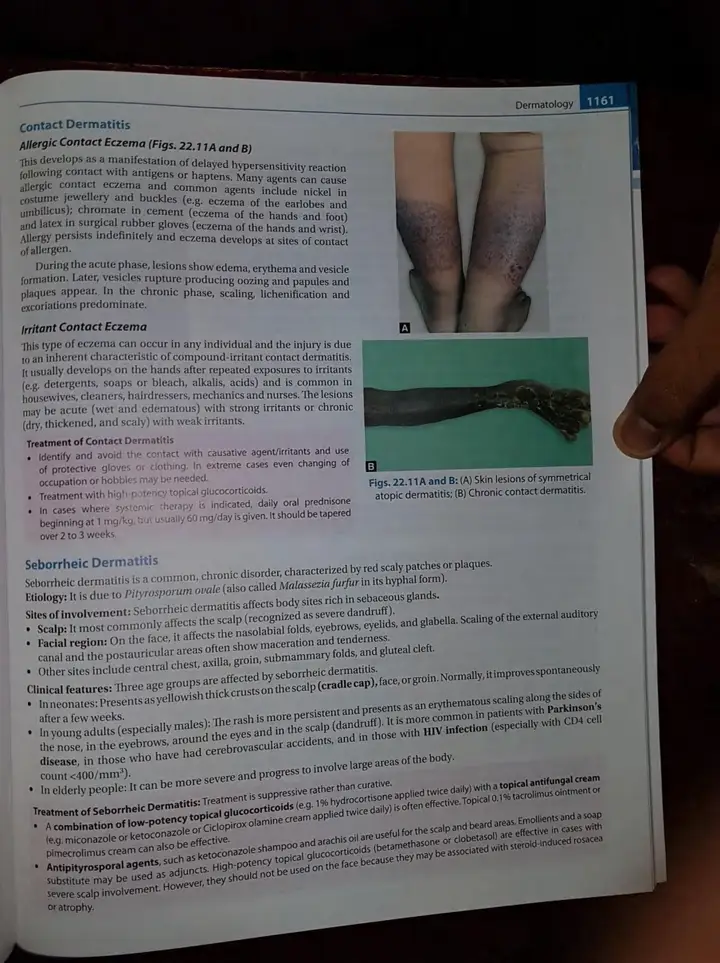 Dermatology 1161
Contact Dermatitis
Allergic Contact Eczema (Figs. 22.11A and B)
This develops as a manifestation of delayed hypersensitivity reaction
following contact with antigens or haptens. Many agents can cause
allergic contact eczema and common agents include nickel in
costume jewellery and buckles (e.g. eczema of the earlobes and
umbilicus); chromate in cement (eczema of the hands and foot)
and latex in surgical rubber gloves (eczema of the hands and wrist).
Allergy persists indefinitely and eczema develops at sites of contact
of allergen.
During the acute phase, lesions show edema, erythema and vesicle
formation. Later, vesicles rupture producing oozing and papules and
plaques appear. In the chronic phase, scaling, lichenification and
excoriations predominate.
Irritant Contact Eczema
This type of eczema can occur in any individual and the injury is due
to an inherent characteristic of compound-irritant contact dermatitis.
It usually develops on the hands after repeated exposures to irritants
(e.g. detergents, soaps or bleach, alkalis, acids) and is common in
housewives, cleaners, hairdressers, mechanics and nurses. The lesions
may be acute (wet and edematous) with strong irritants or chronic
(dry, thickened, and scaly) with weak irritants.
Treatment of Contact Dermatitis
• Identify and avoid the contact with causative agent/irritants and use
of protective gloves or clothing. In extreme cases even changing of
occupation or hobbies may be needed.
• Treatment with high-potency topical glucocorticoids.
• In cases where systemic therapy is indicated, daily oral prednisone
beginning at 1 mg/kg, but usually 60 mg/day is given. It should be tapered
over 2 to 3 weeks.
A
B
Figs. 22.11A and B: (A) Skin lesions of symmetrical
atopic dermatitis; (B) Chronic contact dermatitis.
Seborrheic Dermatitis
Seborrheic dermatitis is a common, chronic disorder, characterized by red scaly patches or plaques.
Etiology: It is due to Pityrosporum ovale (also called Malassezia furfur in its hyphal form).
Sites of involvement: Seborrheic dermatitis affects body sites rich in sebaceous glands.
• Scalp: It most commonly affects the scalp (recognized as severe dandruff).
• Facial region: On the face, it affects the nasolabial folds, eyebrows, eyelids, and glabella. Scaling of the external auditory
canal and the postauricular areas often show maceration and tenderness.
• Other sites include central chest, axilla, groin, submammary folds, and gluteal cleft.
Clinical features: Three age groups are affected by seborrheic dermatitis.
• In neonates: Presents as yellowish thick crusts on the scalp (cradle cap), face, or groin. Normally, it improves spontaneously
after a few weeks.
• In young adults (especially males): The rash is more persistent and presents as an erythematous scaling along the sides of
the nose, in the eyebrows, around the eyes and in the scalp (dandruff). It is more common in patients with Parkinson's
disease, in those who have had cerebrovascular accidents, and in those with HIV infection (especially with CD4 cell
count <400/mm³).
• In elderly people: It can be more severe and progress to involve large areas of the body.
Treatment of Seborrheic Dermatitis: Treatment is suppressive rather than curative.
• A combination of low-potency topical glucocorticoids (e.g. 1% hydrocortisone applied twice daily) with a topical antifungal cream
(e.g. miconazole or ketoconazole or Ciclopirox olamine cream applied twice daily) is often effective. Topical 0.1% tacrolimus ointment or
pimecrolimus cream can also be effective.
• Antipityrosporal agents, such as ketoconazole shampoo and arachis oil are useful for the scalp and beard areas. Emollients and a soap
substitute may be used as adjuncts. High-potency topical glucocorticoids (betamethasone or clobetasol) are effective in cases with
severe scalp involvement. However, they should not be used on the face because they may be associated with steroid-induced rosacea
or atrophy.